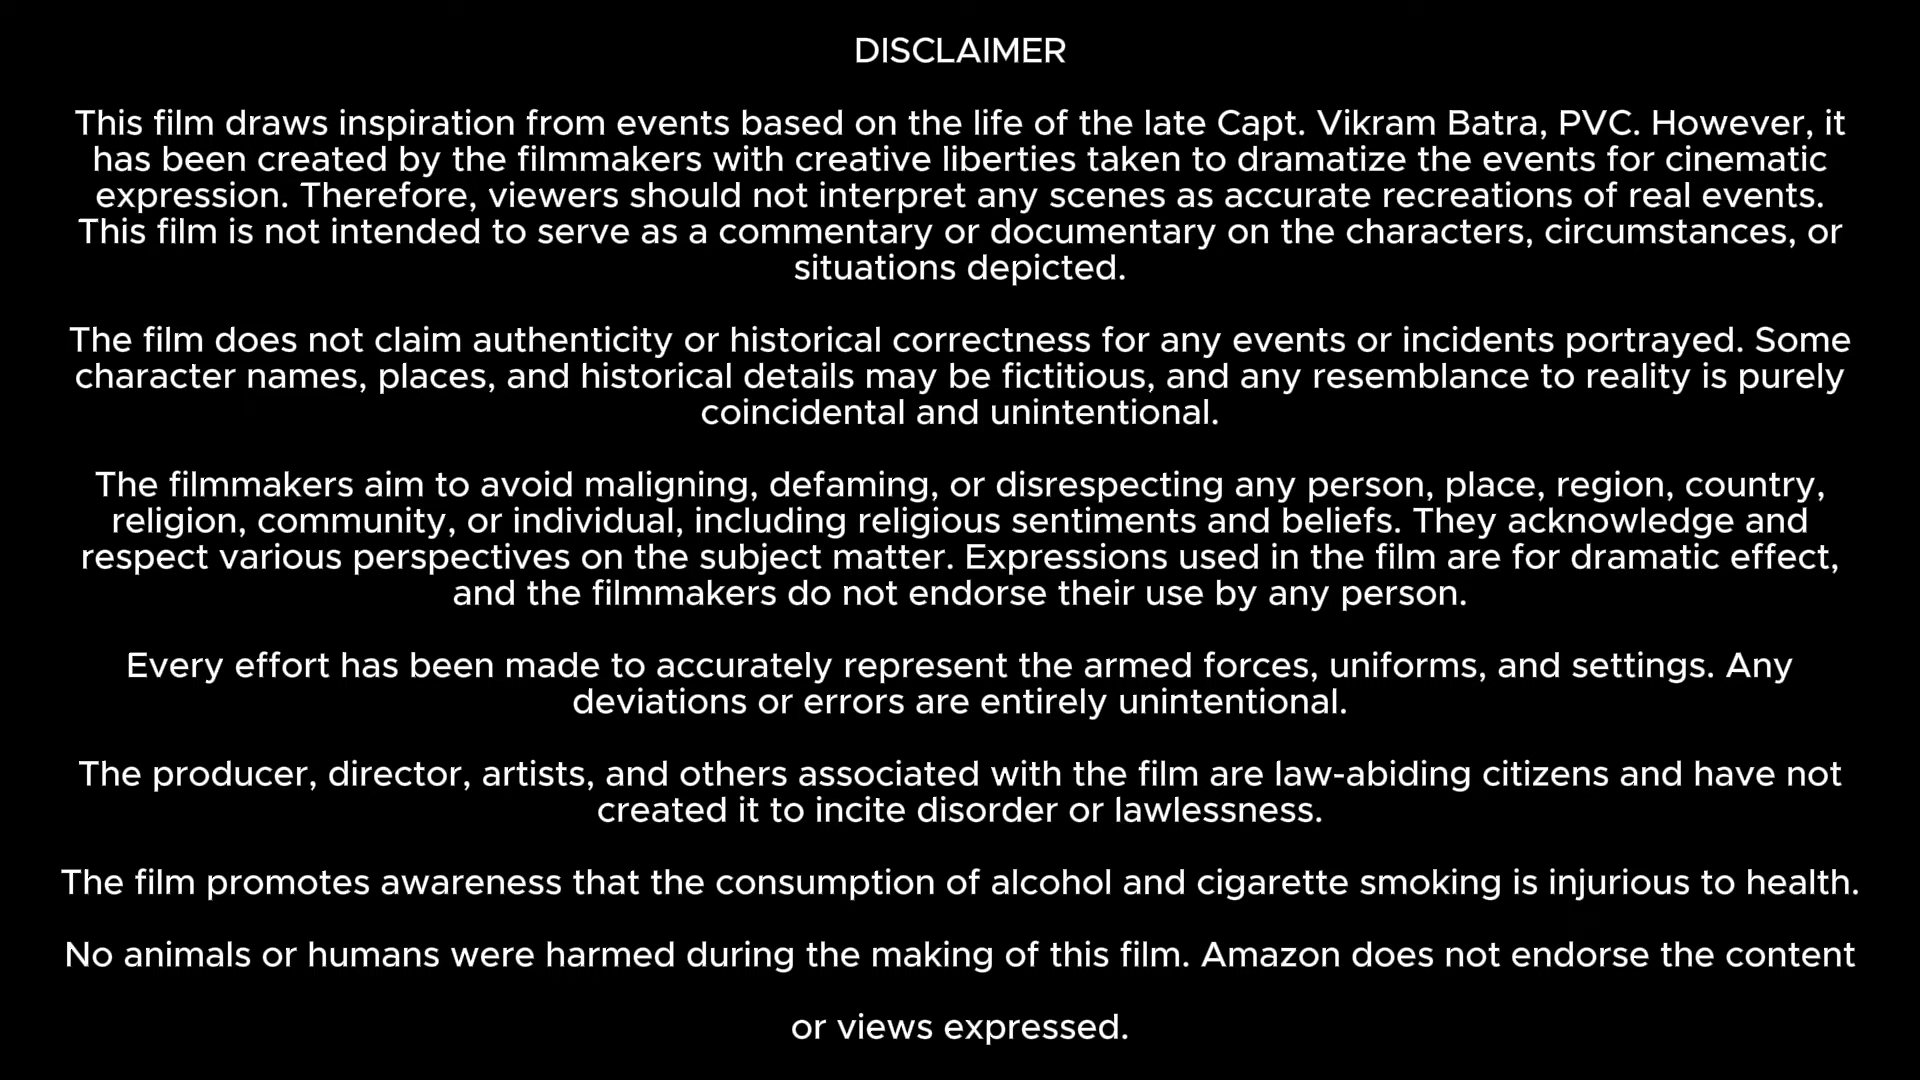 DISCLAIMER
This film draws inspiration from events based on the life of the late Capt. Vikram Batra, PVC. However, it
has been created by the filmmakers with creative liberties taken to dramatize the events for cinematic
expression. Therefore, viewers should not interpret any scenes as accurate recreations of real events.
This film is not intended to serve as a commentary or documentary on the characters, circumstances, or
situations depicted.
The film does not claim authenticity or historical correctness for any events or incidents portrayed. Some
character names, places, and historical details may be fictitious, and any resemblance to reality is purely
coincidental and unintentional.
The filmmakers aim to avoid maligning, defaming, or disrespecting any person, place, region, country,
religion, community, or individual, including religious sentiments and beliefs. They acknowledge and
respect various perspectives on the subject matter. Expressions used in the film are for dramatic effect,
and the filmmakers do not endorse their use by any person.
Every effort has been made to accurately represent the armed forces, uniforms, and settings. Any
deviations or errors are entirely unintentional.
The producer, director, artists, and others associated with the film are law-abiding citizens and have not
created it to incite disorder or lawlessness.
The film promotes awareness that the consumption of alcohol and cigarette smoking is injurious to health.
No animals or humans were harmed during the making of this film. Amazon does not endorse the content
or views expressed.